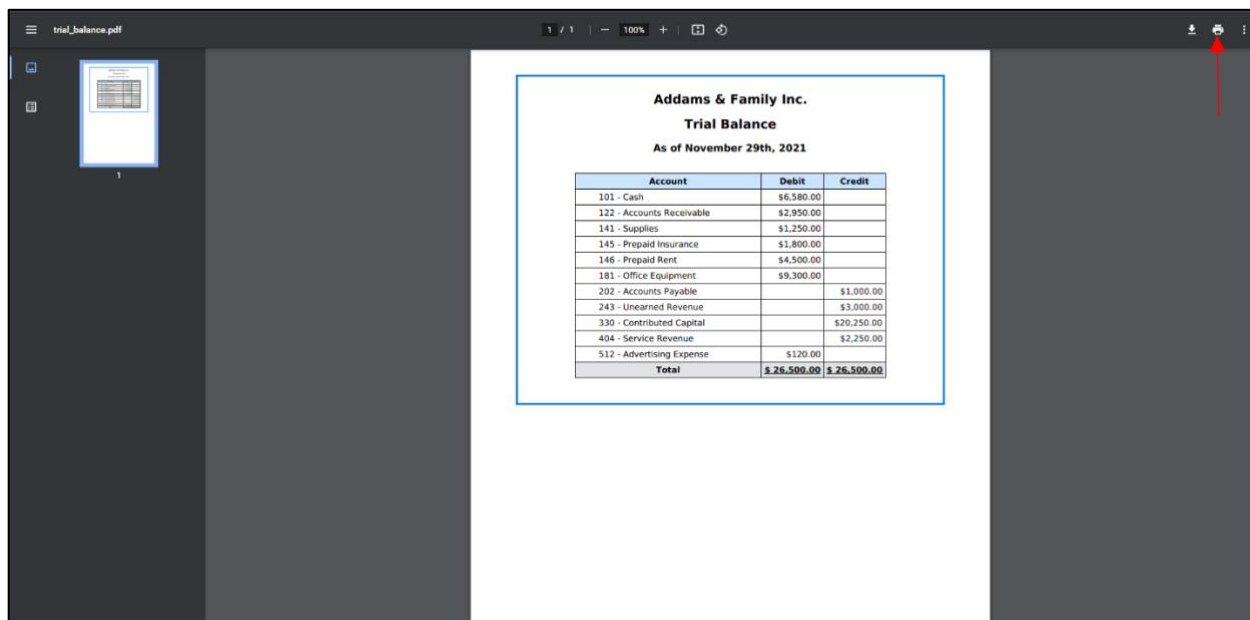 trial_balance.pdf
1 / 1
100%
1
Addams & Family Inc.
Trial Balance
As of November 29th, 2021
Account Debit Credit
101 - Cash $6,580.00
122 - Accounts Receivable $2,950.00
141 - Supplies $1,250.00
145 - Prepaid Insurance $1,800.00
146 - Prepaid Rent $4,500.00
181 - Office Equipment $9,300.00
202 - Accounts Payable $1,000.00
243 - Unearned Revenue $3,000.00
330 - Contributed Capital $20,250.00
404 - Service Revenue $2,250.00
512 - Advertising Expense $120.00
Total $ 26,500.00 $ 26,500.00